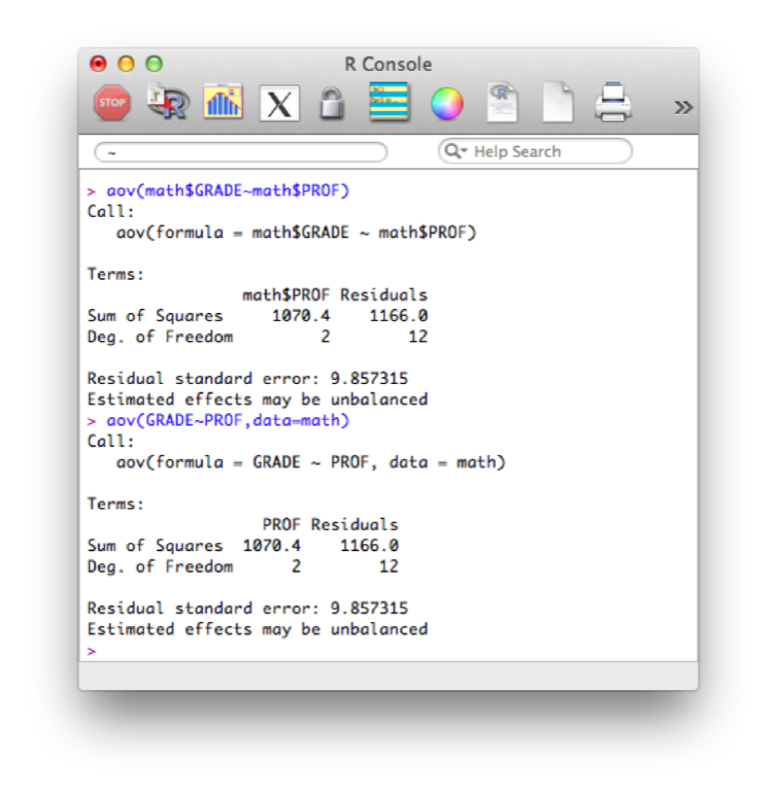 R Console
STOP
R
X
R
»
~
Help Search
> aov(math$GRADE~math$PROF)
Call:
   aov(formula = math$GRADE ~ math$PROF)
Terms:
                math$PROF Residuals
Sum of Squares     1070.4    1166.0
Deg. of Freedom         2        12
Residual standard error: 9.857315
Estimated effects may be unbalanced
> aov(GRADE~PROF,data=math)
Call:
   aov(formula = GRADE ~ PROF, data = math)
Terms:
                  PROF Residuals
Sum of Squares  1070.4    1166.0
Deg. of Freedom      2        12
Residual standard error: 9.857315
Estimated effects may be unbalanced
>